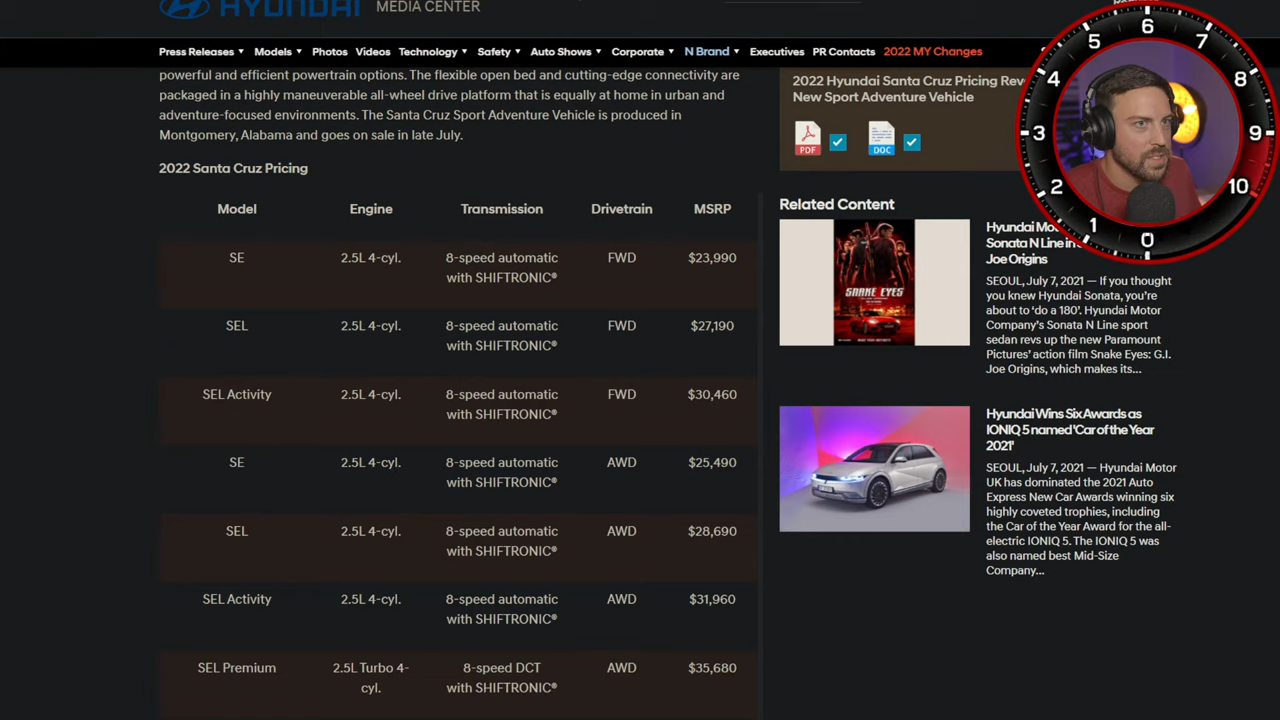 HYUNDAI
MEDIA CENTER
Press Releases
Models
Photos
Videos
Technology
Safety
Auto Shows
Corporate
N Brand
Executives
PR Contacts
2022 MY Changes
powerful and efficient powertrain options. The flexible open bed and cutting-edge connectivity are
packaged in a highly maneuverable all-wheel drive platform that is equally at home in urban and
adventure-focused environments. The Santa Cruz Sport Adventure Vehicle is produced in
Montgomery, Alabama and goes on sale in late July.
2022 Santa Cruz Pricing
Model Engine Transmission Drivetrain MSRP
SE 2.5L 4-cyl. 8-speed automatic FWD $23,990
with SHIFTRONIC®
SEL 2.5L 4-cyl. 8-speed automatic FWD $27,190
with SHIFTRONIC®
SEL Activity 2.5L 4-cyl. 8-speed automatic FWD $30,460
with SHIFTRONIC®
SE 2.5L 4-cyl. 8-speed automatic AWD $25,490
with SHIFTRONIC®
SEL 2.5L 4-cyl. 8-speed automatic AWD $28,690
with SHIFTRONIC®
SEL Activity 2.5L 4-cyl. 8-speed automatic AWD $31,960
with SHIFTRONIC®
SEL Premium 2.5L Turbo 4- 8-speed DCT AWD $35,680
cyl. with SHIFTRONIC®
2022 Hyundai Santa Cruz Pricing
New Sport Adventure Vehicle
PDF
DOC
Related Content
SNAKE EYES
Hyundai
Sonata N Line in
Joe Origins
SEOUL, July 7, 2021 — If you thought
you knew Hyundai Sonata, you're
about to 'do a 180'. Hyundai Motor
Company's Sonata N Line sport
sedan revs up the new Paramount
Pictures' action film Snake Eyes: G.I.
Joe Origins, which makes its...
Hyundai Wins Six Awards as
IONIQ 5 named 'Car of the Year
2021'
SEOUL, July 7, 2021 — Hyundai Motor
UK has dominated the 2021 Auto
Express New Car Awards winning six
highly coveted trophies, including
the Car of the Year Award for the all-
electric IONIQ 5. The IONIQ 5 was
also named best Mid-Size
Company...
0
1
2
3
4
5
6
7
8
9
10